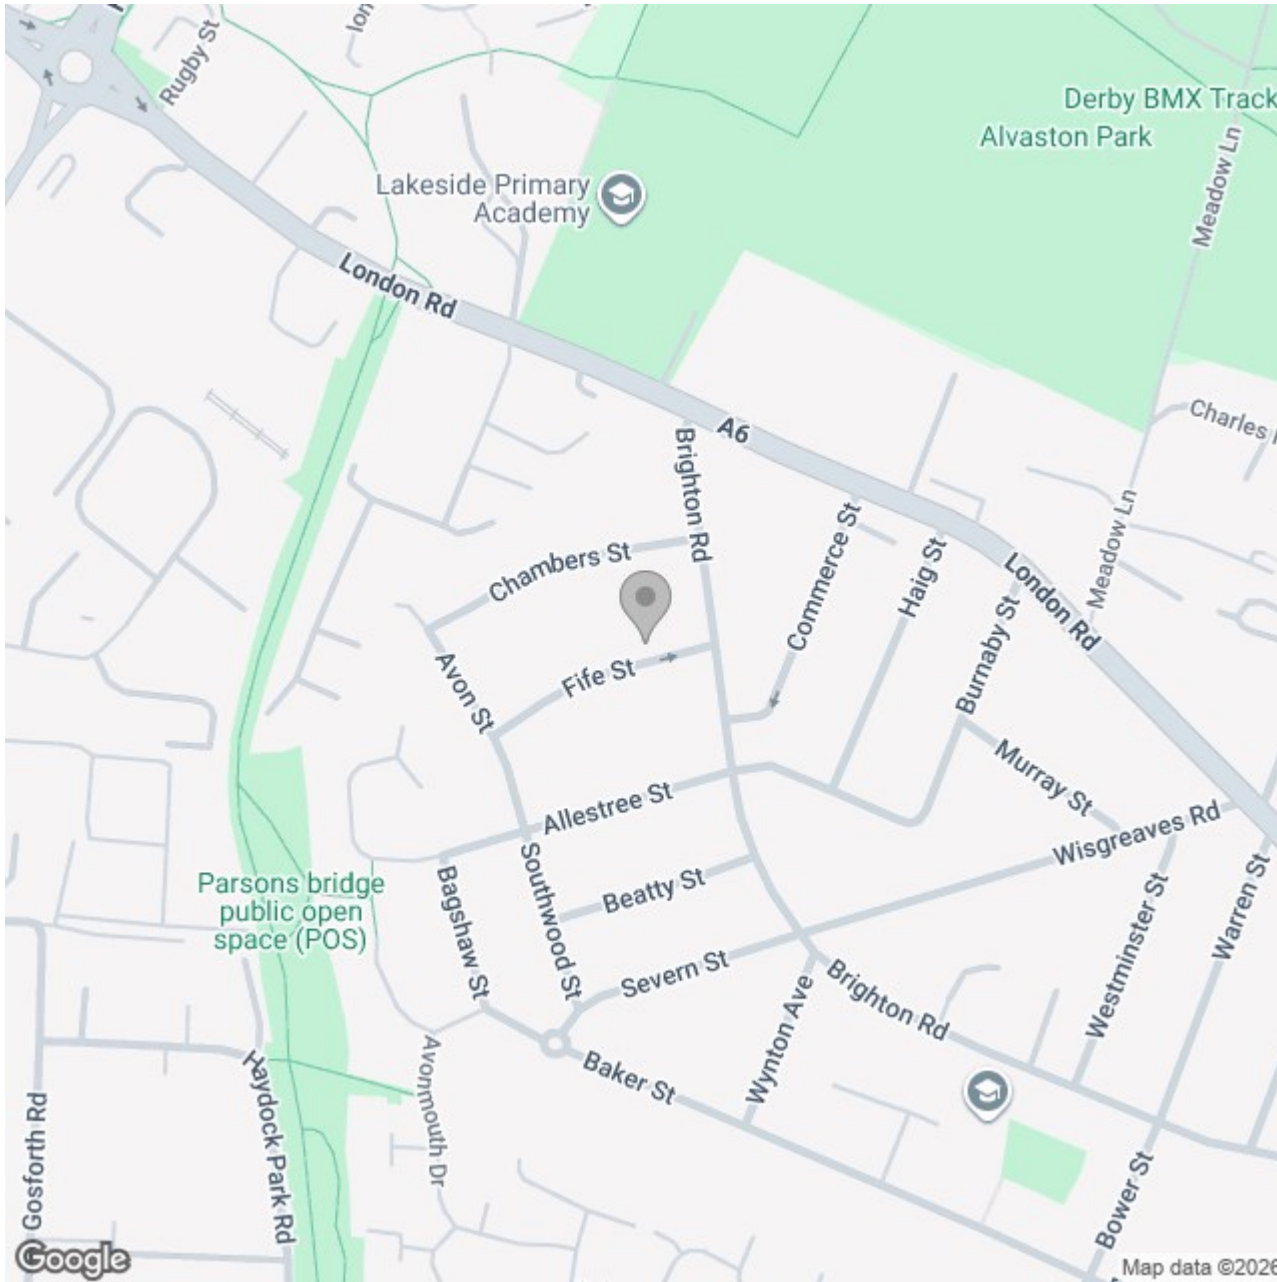 Rugby St
Derby BMX Track
Alvaston Park
Meadow Ln
Lakeside Primary
Academy
London Rd
A6
Charles
Brighton Rd
Meadow Ln
Chambers St
Commerce St
Haig St
London Rd
Burnaby St
Avon St
Fife St
Murray St
Allestree St
Wisgreaves Rd
Southwood St
Beatty St
Bagshaw St
Parsons bridge
public open
space (POS)
Westminster St
Warren St
Severn St
Brighton Rd
Wynton Ave
Baker St
Avonmouth Dr
Haydock Park Rd
Gosforth Rd
Bower St
Google
Map data ©2026